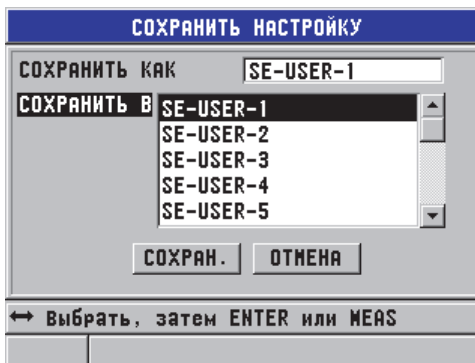 СОХРАНИТЬ НАСТРОЙКУ
СОХРАНИТЬ КАК SE-USER-1
СОХРАНИТЬ В SE-USER-1
SE-USER-2
SE-USER-3
SE-USER-4
SE-USER-5
СОХРАН. ОТМЕНА
↔ Выбрать, затем ENTER или MEAS